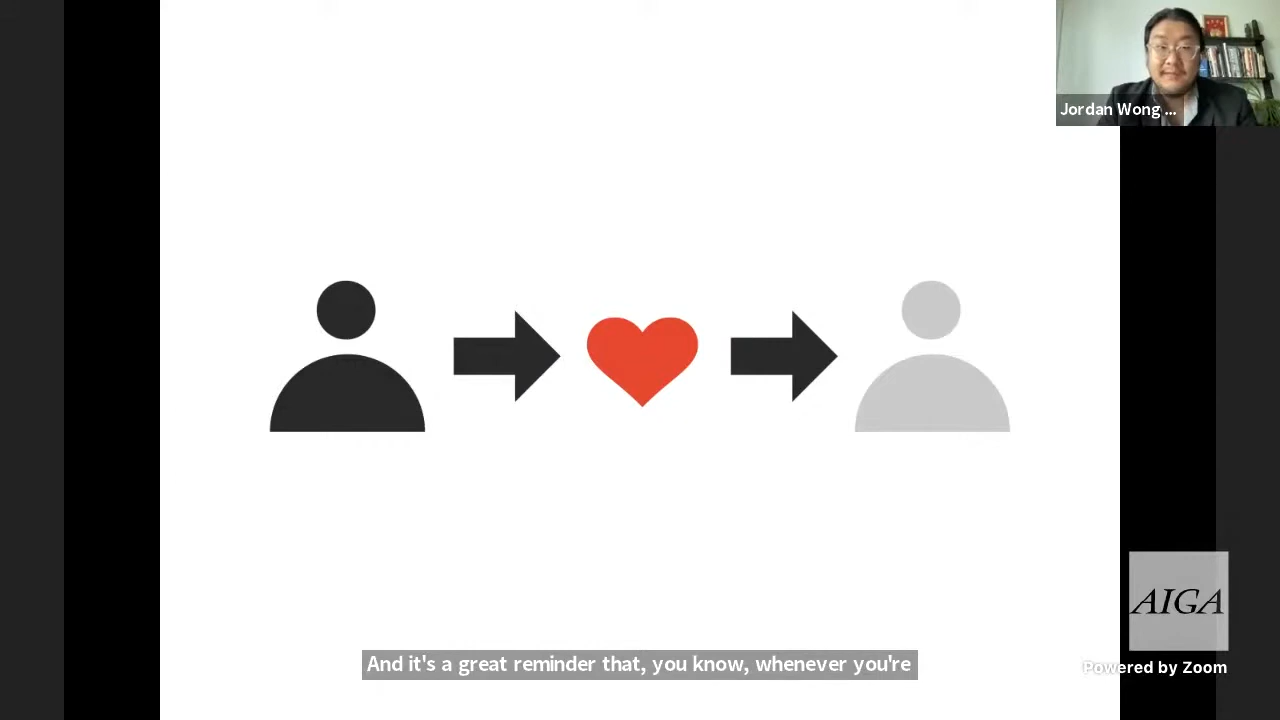 Jordan Wong ...
AIGA
And it's a great reminder that, you know, whenever you're
Powered by Zoom